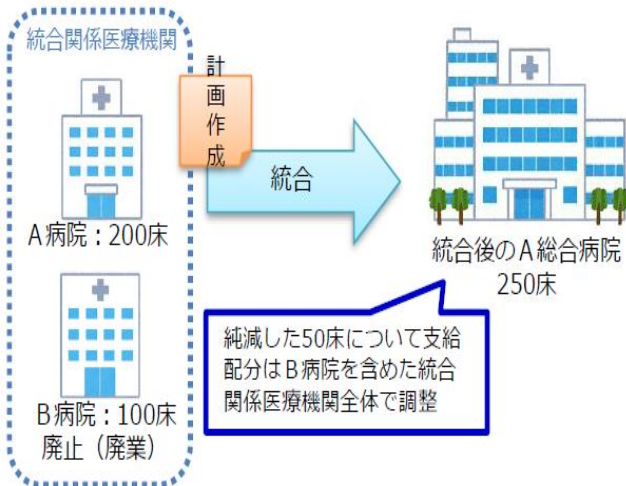 統合関係医療機関
計画作成
A病院：200床
B病院：100床
廃止（廃業）
統合
統合後のA総合病院
250床
純減した50床について支給
配分はB病院を含めた統合
関係医療機関全体で調整